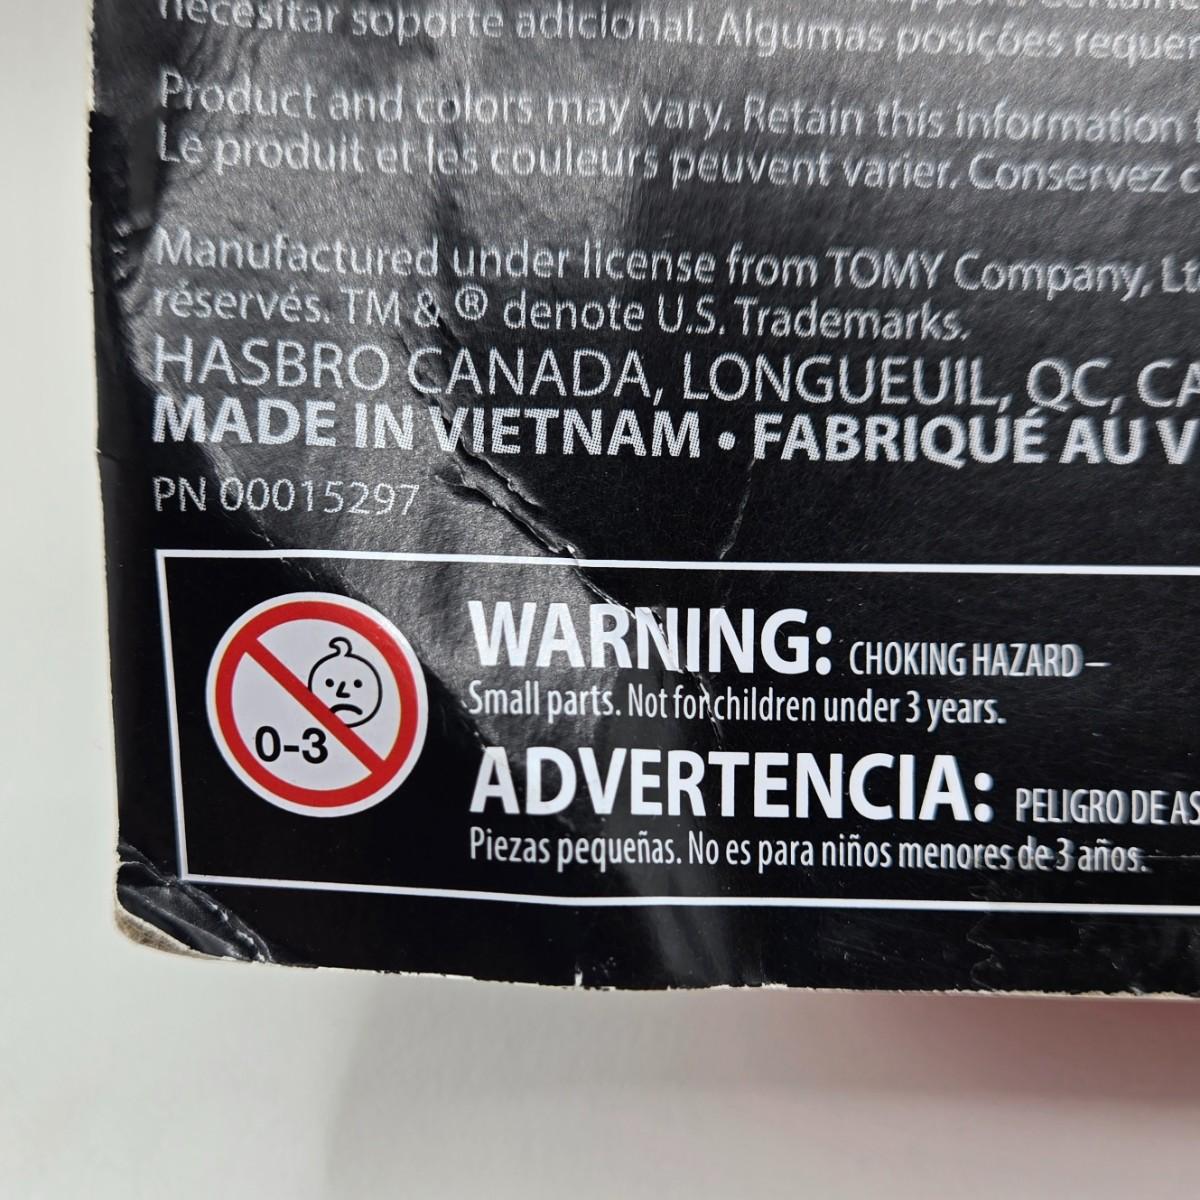 necesitar soporte adicional. Algumas posições
Product and colors may vary. Retain this information
Le produit et les couleurs peuvent varier. Conservez
Manufactured under license from TOMY Company,
réservés. TM & ® denote U.S. Trademarks.
HASBRO CANADA, LONGUEUIL, QC,
MADE IN VIETNAM • FABRIQUÉ AU
PN 00015297
0-3
WARNING: CHOKING HAZARD–
Small parts. Not for children under 3 years.
ADVERTENCIA: PELIGRO DE
Piezas pequeñas. No es para niños menores de 3 años.